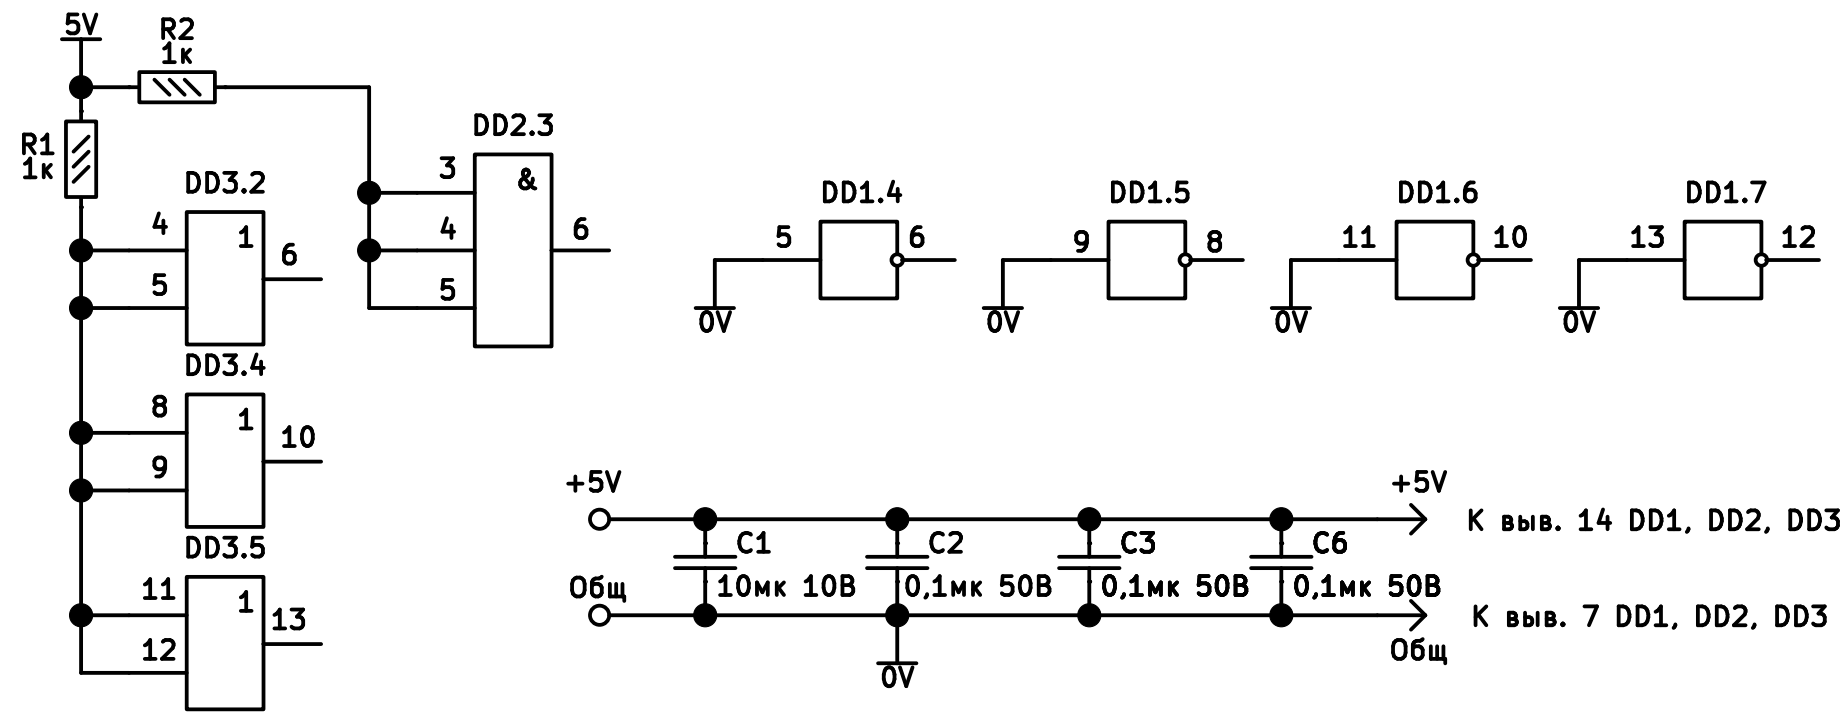 5V
R2
1к
R1
1к
DD2.3
&
3
4
5
6
DD3.2
1
4
5
6
DD3.4
1
8
9
10
DD3.5
1
11
12
13
DD1.4
5
6
0V
DD1.5
9
8
0V
DD1.6
11
10
0V
DD1.7
13
12
0V
+5V
+5V
К выв. 14 DD1, DD2, DD3
C1
10мк 10В
C2
0,1мк 50В
C3
0,1мк 50В
C6
0,1мк 50В
Общ
К выв. 7 DD1, DD2, DD3
Общ
0V